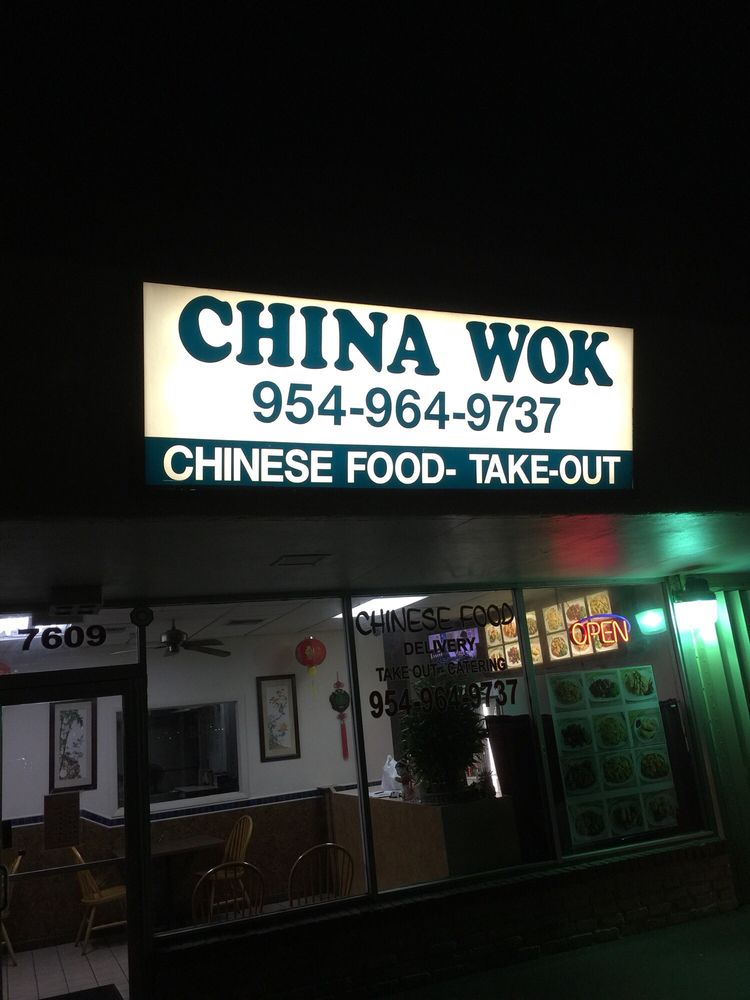 CHINA WOK
954-964-9737
CHINESE FOOD- TAKE-OUT
7609
CHINESE FOOD
DELIVERY
TAKE OUT - CATERING
954-964-9737
OPEN